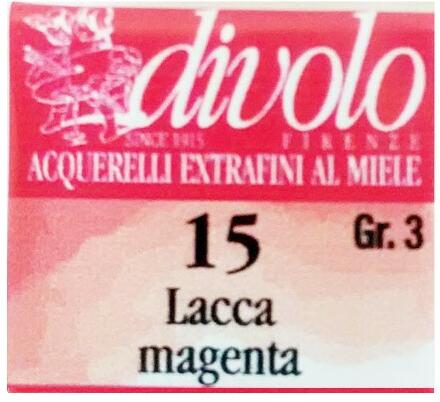 divolo
SINCE 1915 FIRENZE
ACQUERELLI EXTRAFINI AL MIELE
15 Gr. 3
Lacca
magenta